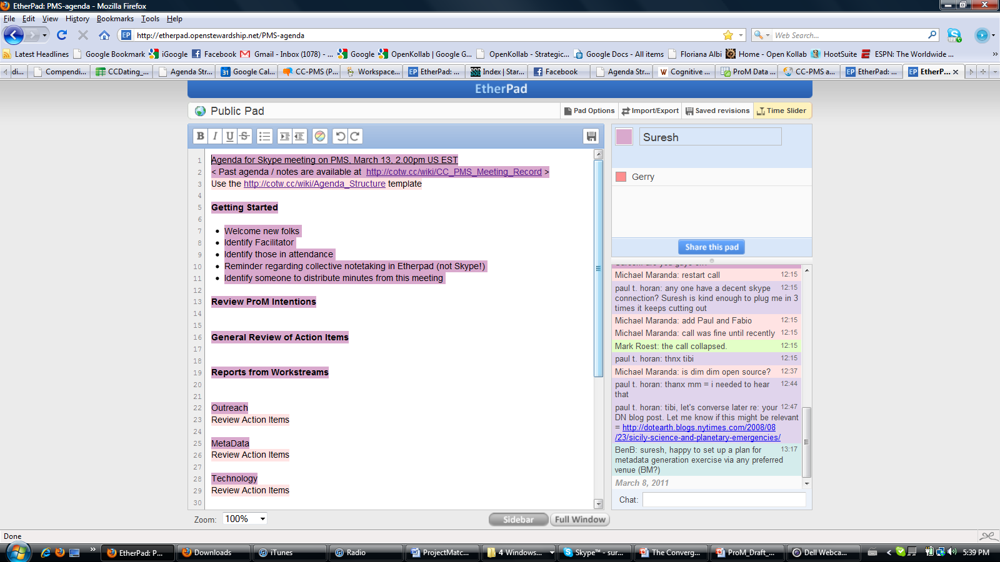 EtherPad: PMS-agenda - Mozilla Firefox
File Edit View History Bookmarks Tools Help
EP http://etherpad.openstewardship.net/PMS-agenda Web Search...
Latest Headlines Google Bookmark iGoogle Facebook Gmail - Inbox (1078) - ... Google OpenKollab | Google G... OpenKollab - Strategic... Google Docs - All items Floriana Albi Home - Open Kollab HootSuite ESPN: The Worldwide ... »
di... Compendi... CCDating_... Agenda Str... 31 Google Cal... CC-PMS (P... Workspace... EP EtherPad: ... Index | Star... Facebook Agenda Str... W Cognitive ... ProM Data ... CC-PMS a... EP EtherPad: ... EP EtherP...
EtherPad
Public Pad Pad Options Import/Export Saved revisions Time Slider
B I U S
Suresh
Gerry
Share this pad
1 Agenda for Skype meeting on PMS, March 13, 2.00pm US EST
2 < Past agenda / notes are available at http://cotw.cc/wiki/CC_PMS_Meeting_Record >
3 Use the http://cotw.cc/wiki/Agenda_Structure template
4
5 Getting Started
6
7 • Welcome new folks
8 • Identify Facilitator
9 • Identify those in attendance
10 • Reminder regarding collective notetaking in Etherpad (not Skype!)
11 • Identify someone to distribute minutes from this meeting
12
13 Review ProM Intentions
14
15
16 General Review of Action Items
17
18
19 Reports from Workstreams
20
21
22 Outreach
23 Review Action Items
24
25 MetaData
26 Review Action Items
27
28 Technology
29 Review Action Items
30
Michael Maranda: restart call 12:15
paul t. horan: any one have a decent skype 12:15
connection? Suresh is kind enough to plug me in 3
times it keeps cutting out
Michael Maranda: add Paul and Fabio 12:15
Michael Maranda: call was fine until recently 12:15
Mark Roest: the call collapsed. 12:15
paul t. horan: thnx tibi 12:15
Michael Maranda: is dim dim open source? 12:37
paul t. horan: thanx mm = i needed to hear 12:44
that
paul t. horan: tibi, let's converse later re: your 12:47
DN blog post. Let me know if this might be relevant
= http://dotearth.blogs.nytimes.com/2008/08
/23/sicily-science-and-planetary-emergencies/
BenB: suresh, happy to set up a plan for 13:17
metadata generation exercise via any preferred
venue (BM?)
March 8, 2011
Chat:
Zoom: 100% Sidebar Full Window
Done
» EtherPad: P... Downloads iTunes Radio ProjectMatc... 4 Windows... Skype™ - sur... The Converg... ProM_Draft_... Dell Webca... 5:39 PM